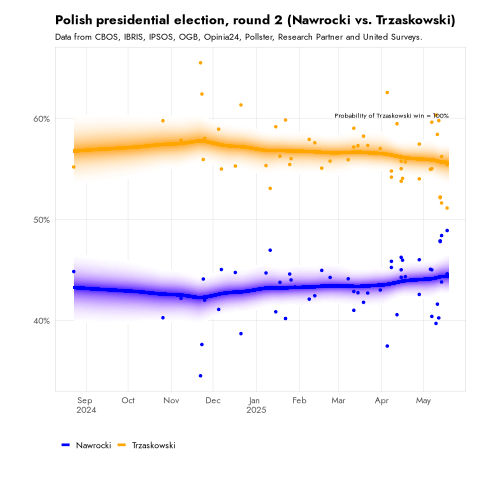 Polish presidential election, round 2 (Nawrocki vs. Trzaskowski)
Data from CBOS, IBRIS, IPSOS, OGB, Opinia24, Pollster, Research Partner and United Surveys.
Probability of Trzaskowski win = 100%
60%
50%
40%
Sep Oct Nov Dec Jan Feb Mar Apr May
2024 2025
Nawrocki Trzaskowski